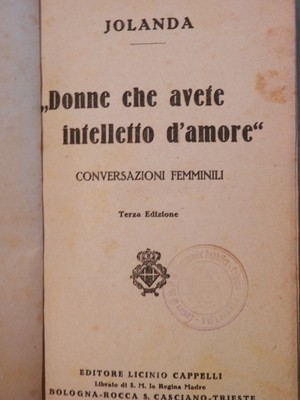 JOLANDA
„Donne che avete
intelletto d'amore“
CONVERSAZIONI FEMMINILI
Terza Edizione
EDITORE LICINIO CAPPELLI
Librato di S. M. la Regina Madre
BOLOGNA-ROCCA S. CASCIANO-TRIESTE